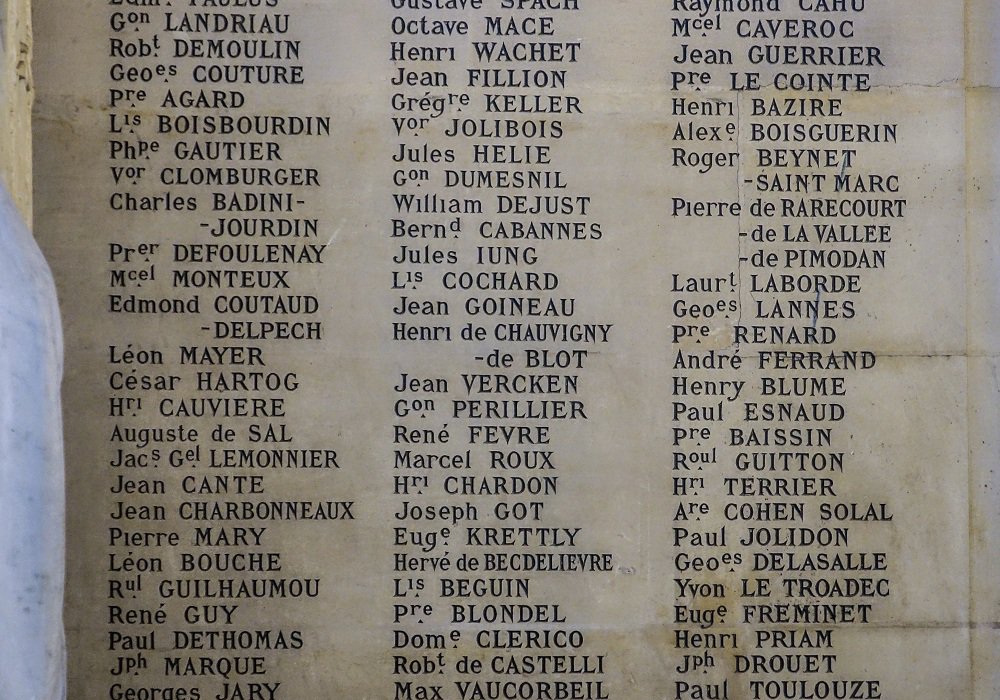 Edm. PAULUS
Gon LANDRIAU
Robt DEMOULIN
Geoes COUTURE
Pre AGARD
Lis BOISBOURDIN
Phpe GAUTIER
Vor CLOMBURGER
Charles BADINI-
-JOURDIN
Prer DEFOULENAY
Mcel MONTEUX
Edmond COUTAUD
-DELPECH
Léon MAYER
César HARTOG
Hri CAUVIERE
Auguste de SAL
Jacs Gel LEMONNIER
Jean CANTE
Jean CHARBONNEAUX
Pierre MARY
Léon BOUCHE
Rul GUILHAUMOU
René GUY
Paul DETHOMAS
Jph MARQUE
Georges JARY
Gustave SPACH
Octave MACE
Henri WACHET
Jean FILLION
Grégre KELLER
Vor JOLIBOIS
Jules HELIE
Gon DUMESNIL
William DEJUST
Bernd CABANNES
Jules IUNG
Lis COCHARD
Jean GOINEAU
Henri de CHAUVIGNY
-de BLOT
Jean VERCKEN
Gon PERILLIER
René FEVRE
Marcel ROUX
Hri CHARDON
Joseph GOT
Euge KRETTLY
Hervé de BECDELIEVRE
Lis BEGUIN
Pre BLONDEL
Dome CLERICO
Robt de CASTELLI
Max VAUCORBEIL
Raymond CAHU
Mcel CAVEROC
Jean GUERRIER
Pre LE COINTE
Henri BAZIRE
Alexe BOISGUERIN
Roger BEYNET
-SAINT MARC
Pierre de RARECOURT
-de LA VALLEE
-de PIMODAN
Laurt LABORDE
Geoes LANNES
Pre RENARD
André FERRAND
Henry BLUME
Paul ESNAUD
Pre BAISSIN
Roul GUITTON
Hri TERRIER
Are COHEN SOLAL
Paul JOLIDON
Geoes DELASALLE
Yvon LE TROADEC
Euge FREMINET
Henri PRIAM
Jph DROUET
Paul TOULOUZE